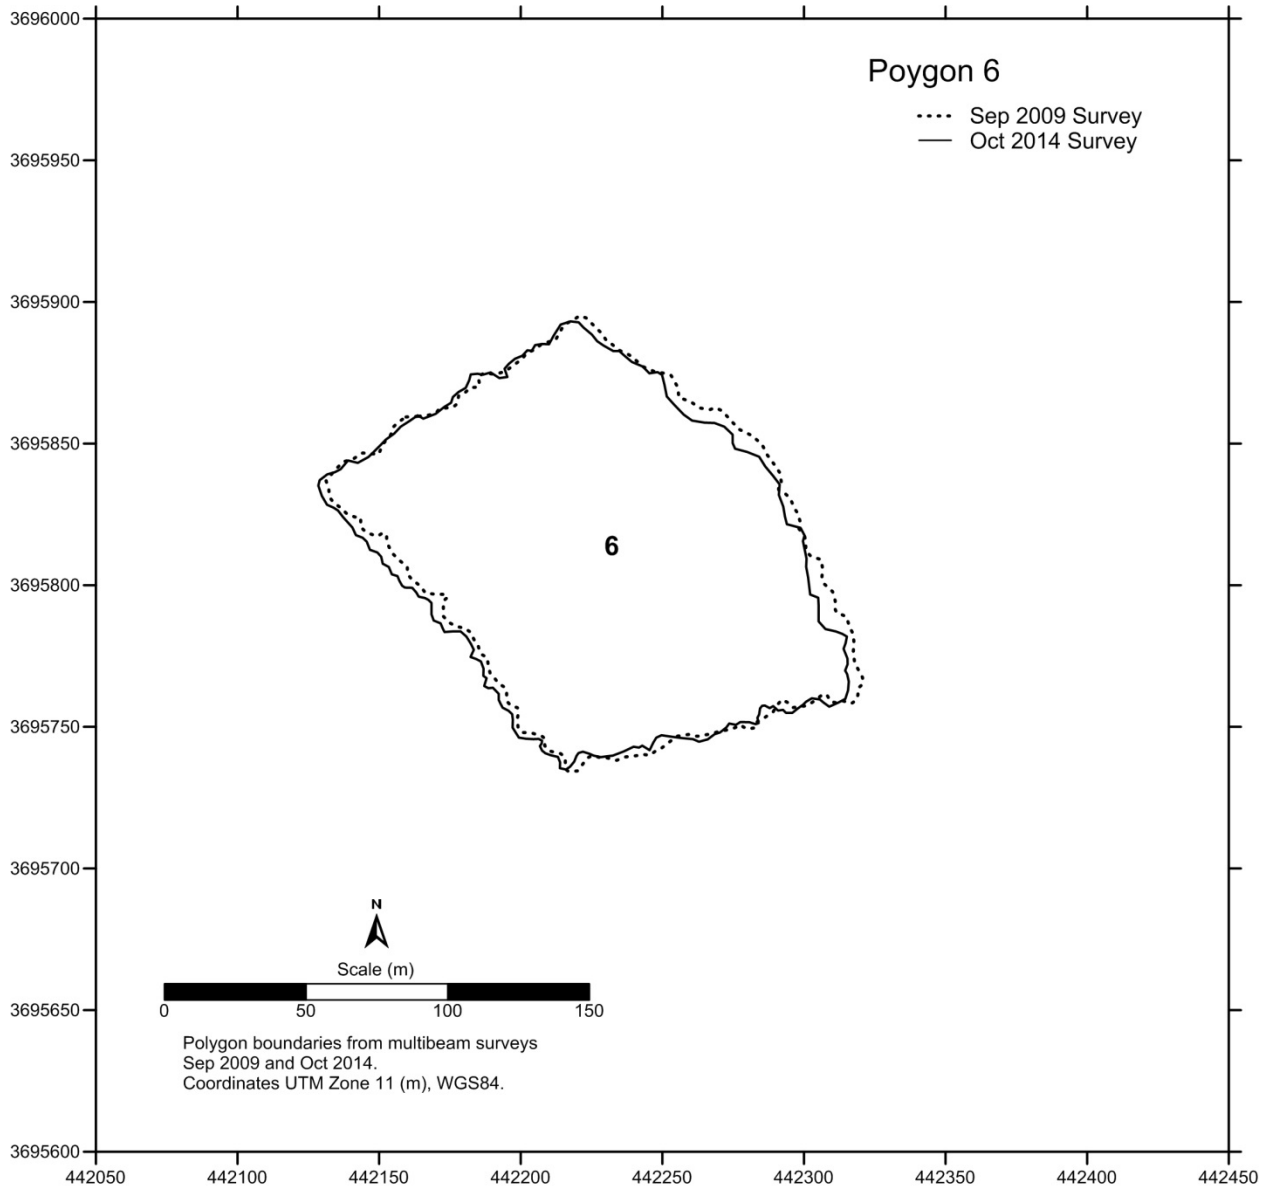 3696000
Poygon 6
Sep 2009 Survey
Oct 2014 Survey
3695950
3695900
3695850
6
3695800
3695750
3695700
N
Scale (m)
0 50 100 150
3695650
Polygon boundaries from multibeam surveys
Sep 2009 and Oct 2014.
Coordinates UTM Zone 11 (m), WGS84.
3695600
442050 442100 442150 442200 442250 442300 442350 442400 442450